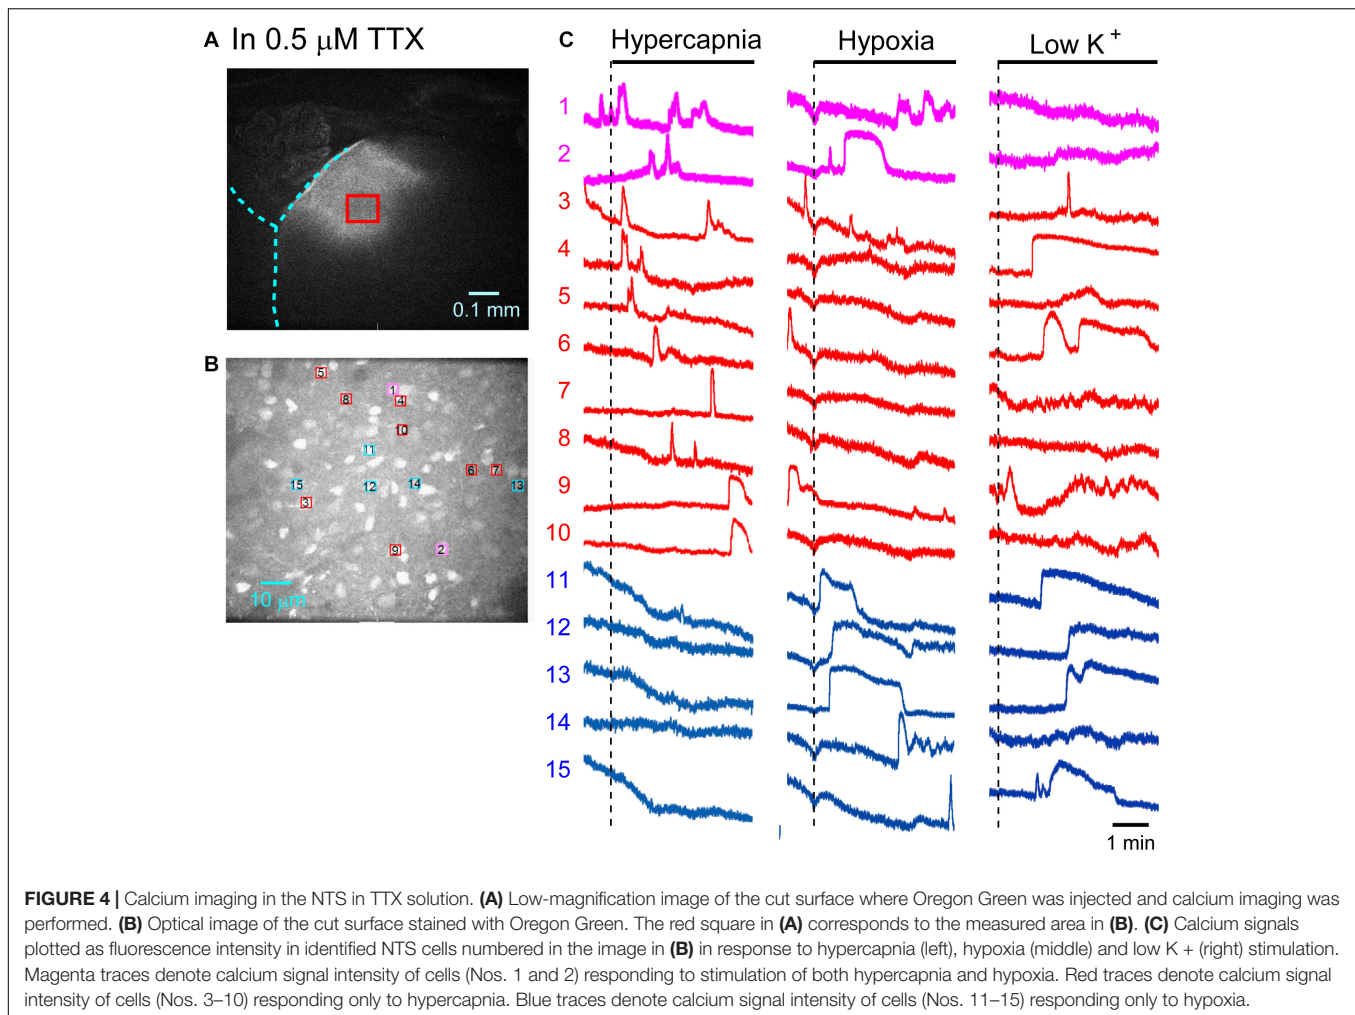 A In 0.5 μM TTX
0.1 mm
B
5
1
8
4
10
11
6
7
15
12
14
13
3
9
2
10 μm
C
Hypercapnia
Hypoxia
Low K+
1
2
3
4
5
6
7
8
9
10
11
12
13
14
15
1 min
FIGURE 4 | Calcium imaging in the NTS in TTX solution. (A) Low-magnification image of the cut surface where Oregon Green was injected and calcium imaging was
performed. (B) Optical image of the cut surface stained with Oregon Green. The red square in (A) corresponds to the measured area in (B). (C) Calcium signals
plotted as fluorescence intensity in identified NTS cells numbered in the image in (B) in response to hypercapnia (left), hypoxia (middle) and low K + (right) stimulation.
Magenta traces denote calcium signal intensity of cells (Nos. 1 and 2) responding to stimulation of both hypercapnia and hypoxia. Red traces denote calcium signal
intensity of cells (Nos. 3–10) responding only to hypercapnia. Blue traces denote calcium signal intensity of cells (Nos. 11–15) responding only to hypoxia.